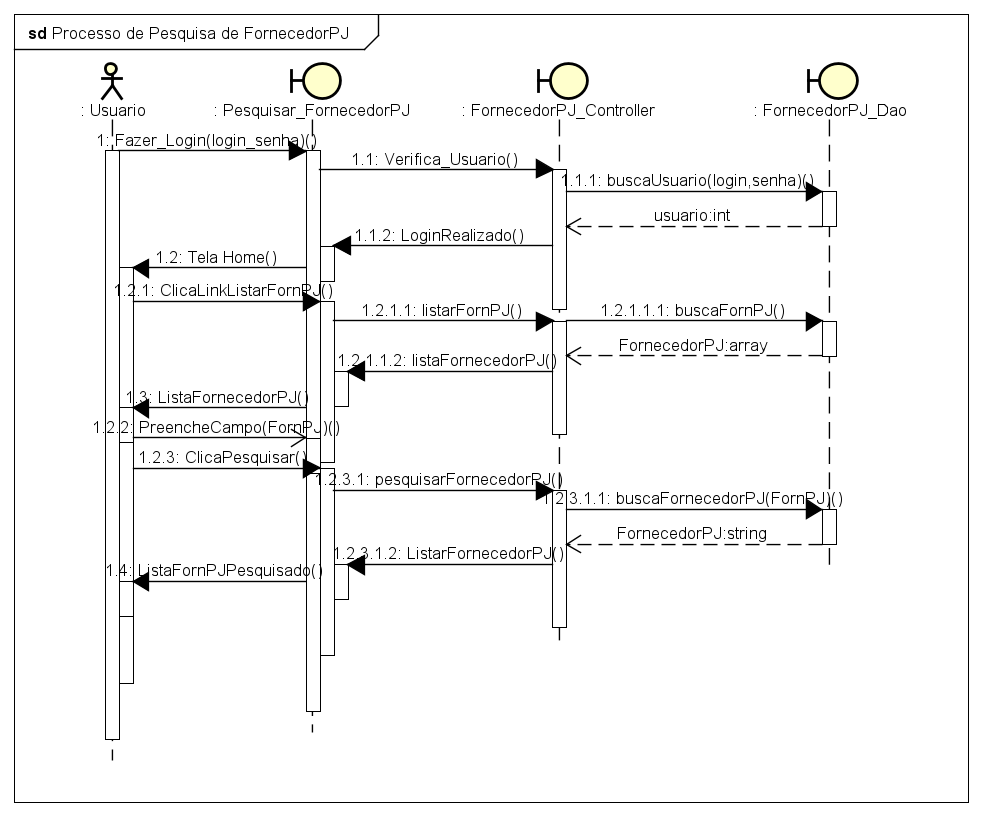 sd Processo de Pesquisa de FornecedorPJ
: Usuario
: Pesquisar_FornecedorPJ
: FornecedorPJ_Controller
: FornecedorPJ_Dao
1: Fazer_Login(login_senha)()
1.1: Verifica_Usuario()
1.1.1: buscaUsuario(login,senha)()
usuario:int
1.1.2: LoginRealizado()
1.2: Tela Home()
1.2.1: ClicaLinkListarFornPJ()
1.2.1.1: listarFornPJ()
1.2.1.1.1: buscaFornPJ()
FornecedorPJ:array
1.2.1.1.2: listaFornecedorPJ()
1.3: ListaFornecedorPJ()
1.2.2: PreencheCampo(FornPJ)()
1.2.3: ClicaPesquisar()
1.2.3.1: pesquisarFornecedorPJ()
1.2.3.1.1: buscaFornecedorPJ(FornPJ)()
FornecedorPJ:string
1.2.3.1.2: ListarFornecedorPJ()
1.4: ListaFornPJPesquisado()